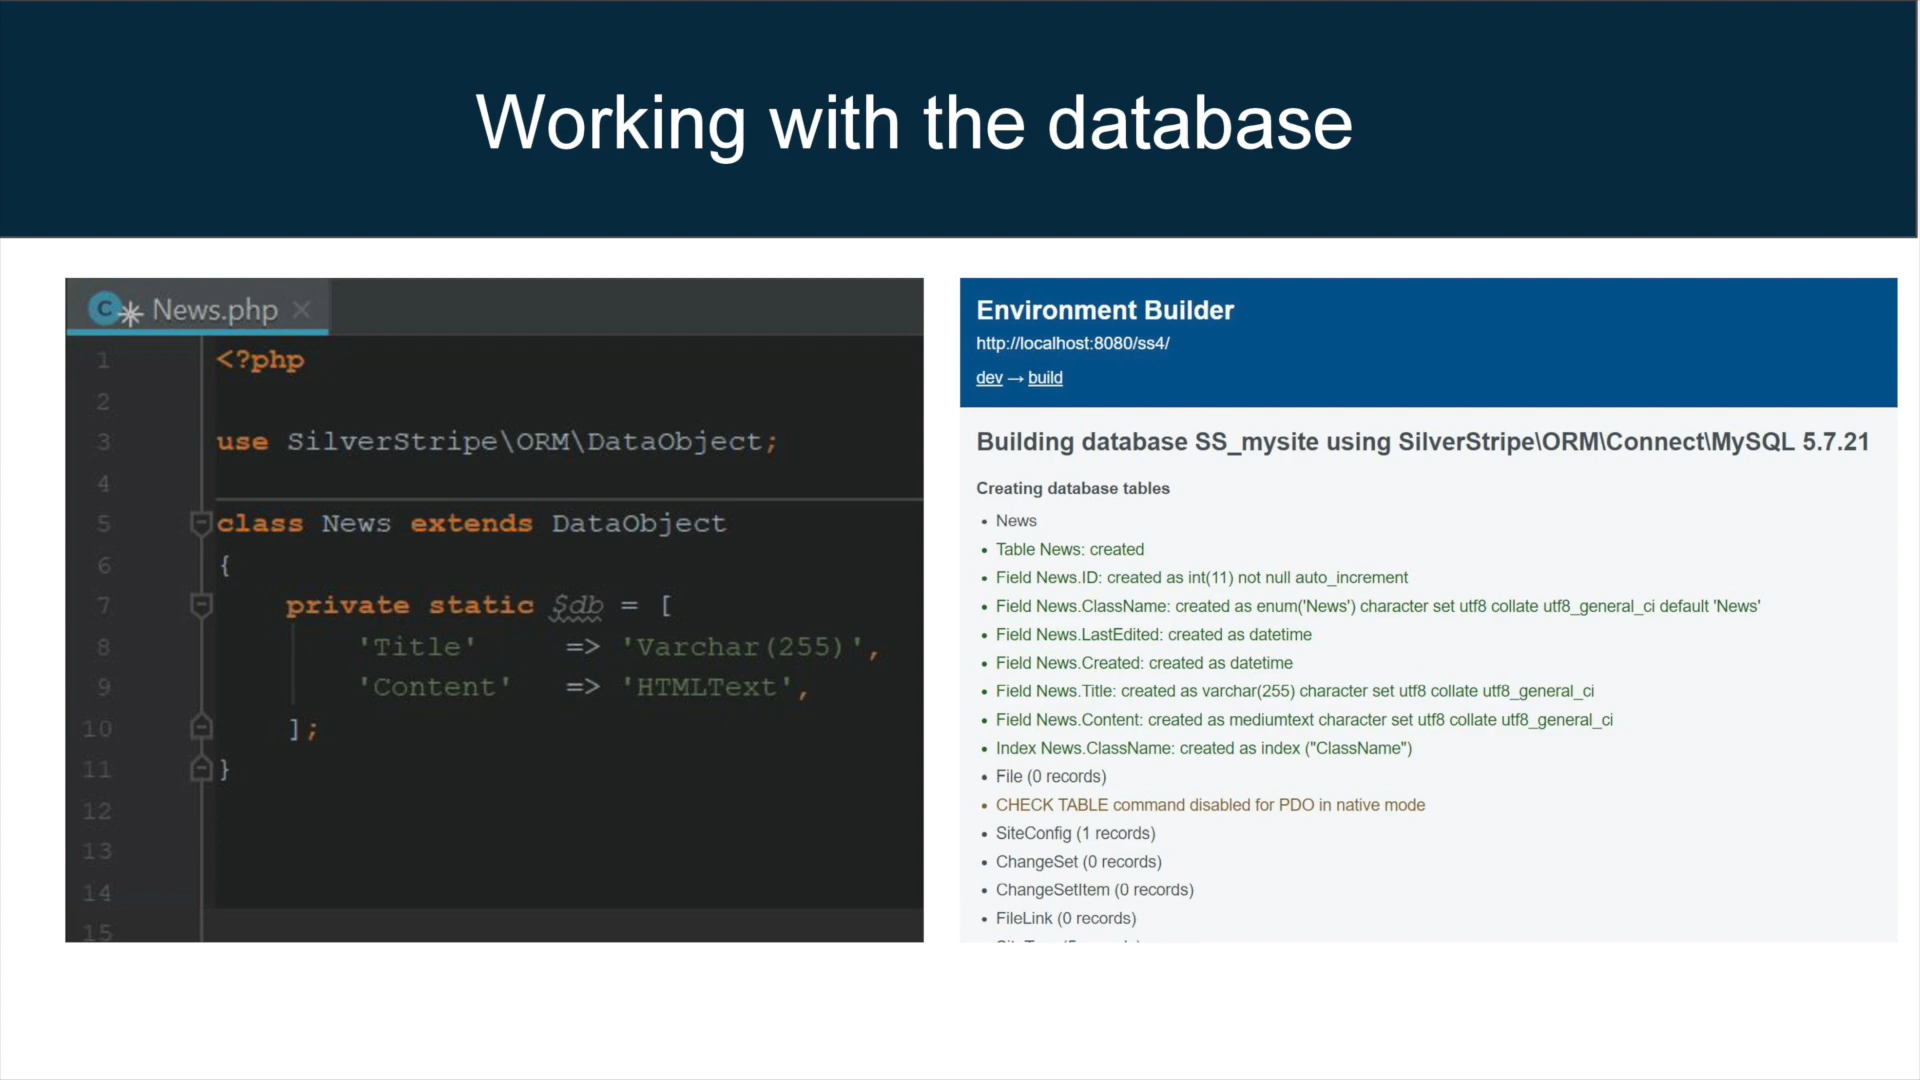 Working with the database
News.php
1 <?php
2
3 use SilverStripe\ORM\DataObject;
4
5 class News extends DataObject
6 {
7 private static $db = [
8 'Title' => 'Varchar(255)',
9 'Content' => 'HTMLText',
10 ];
11 }
12
13
14
15
Environment Builder
http://localhost:8080/ss4/
dev → build
Building database SS_mysite using SilverStripe\ORM\Connect\MySQL 5.7.21
Creating database tables
• News
• Table News: created
• Field News.ID: created as int(11) not null auto_increment
• Field News.ClassName: created as enum('News') character set utf8 collate utf8_general_ci default 'News'
• Field News.LastEdited: created as datetime
• Field News.Created: created as datetime
• Field News.Title: created as varchar(255) character set utf8 collate utf8_general_ci
• Field News.Content: created as mediumtext character set utf8 collate utf8_general_ci
• Index News.ClassName: created as index ("ClassName")
• File (0 records)
• CHECK TABLE command disabled for PDO in native mode
• SiteConfig (1 records)
• ChangeSet (0 records)
• ChangeSetItem (0 records)
• FileLink (0 records)